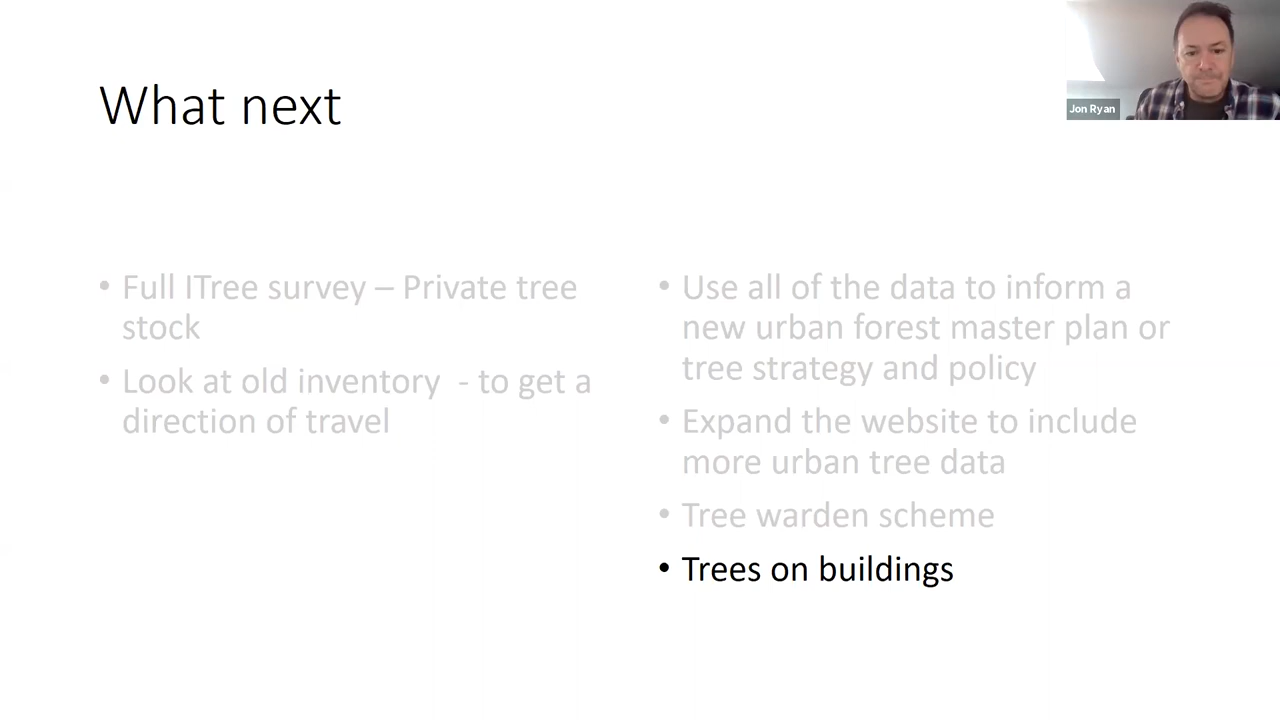 What next
Jon Ryan
• Full ITree survey – Private tree
stock
• Look at old inventory  - to get a
direction of travel
• Use all of the data to inform a
new urban forest master plan or
tree strategy and policy
• Expand the website to include
more urban tree data
• Tree warden scheme
• Trees on buildings